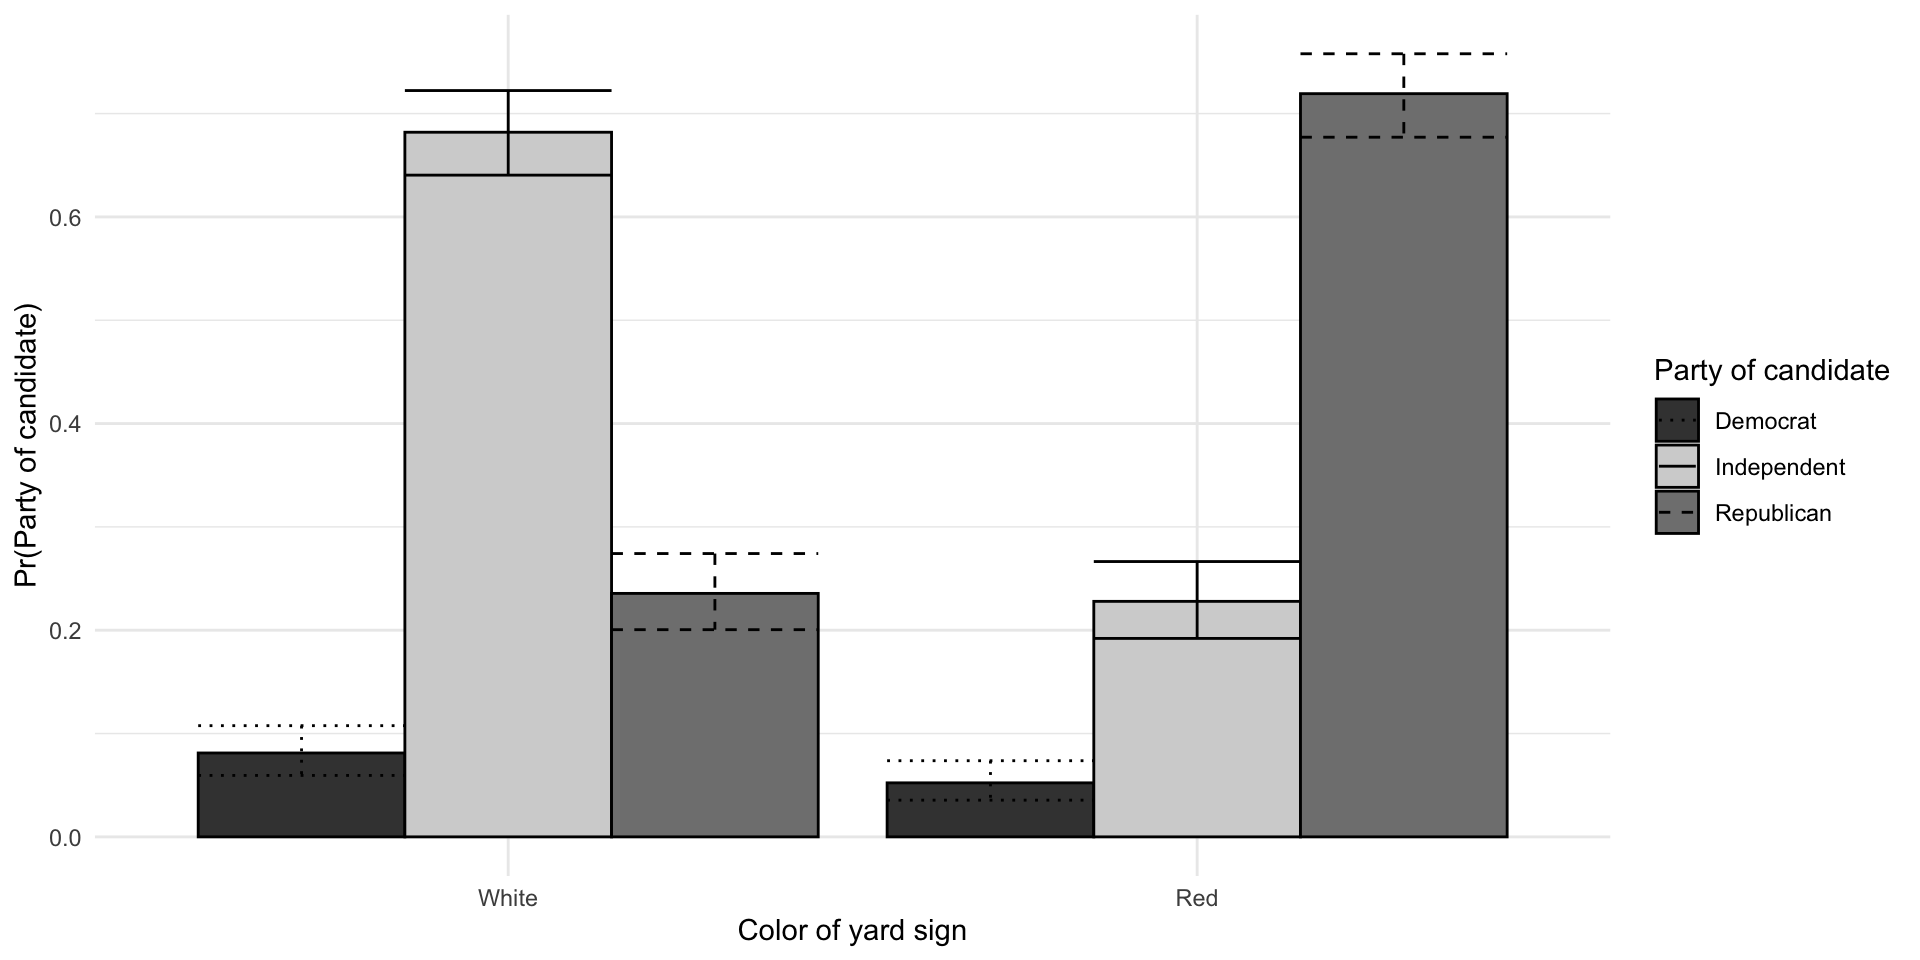 Pr(Party of candidate)
0.6
0.4
0.2
0.0
White
Red
Color of yard sign
Party of candidate
Democrat
Independent
Republican